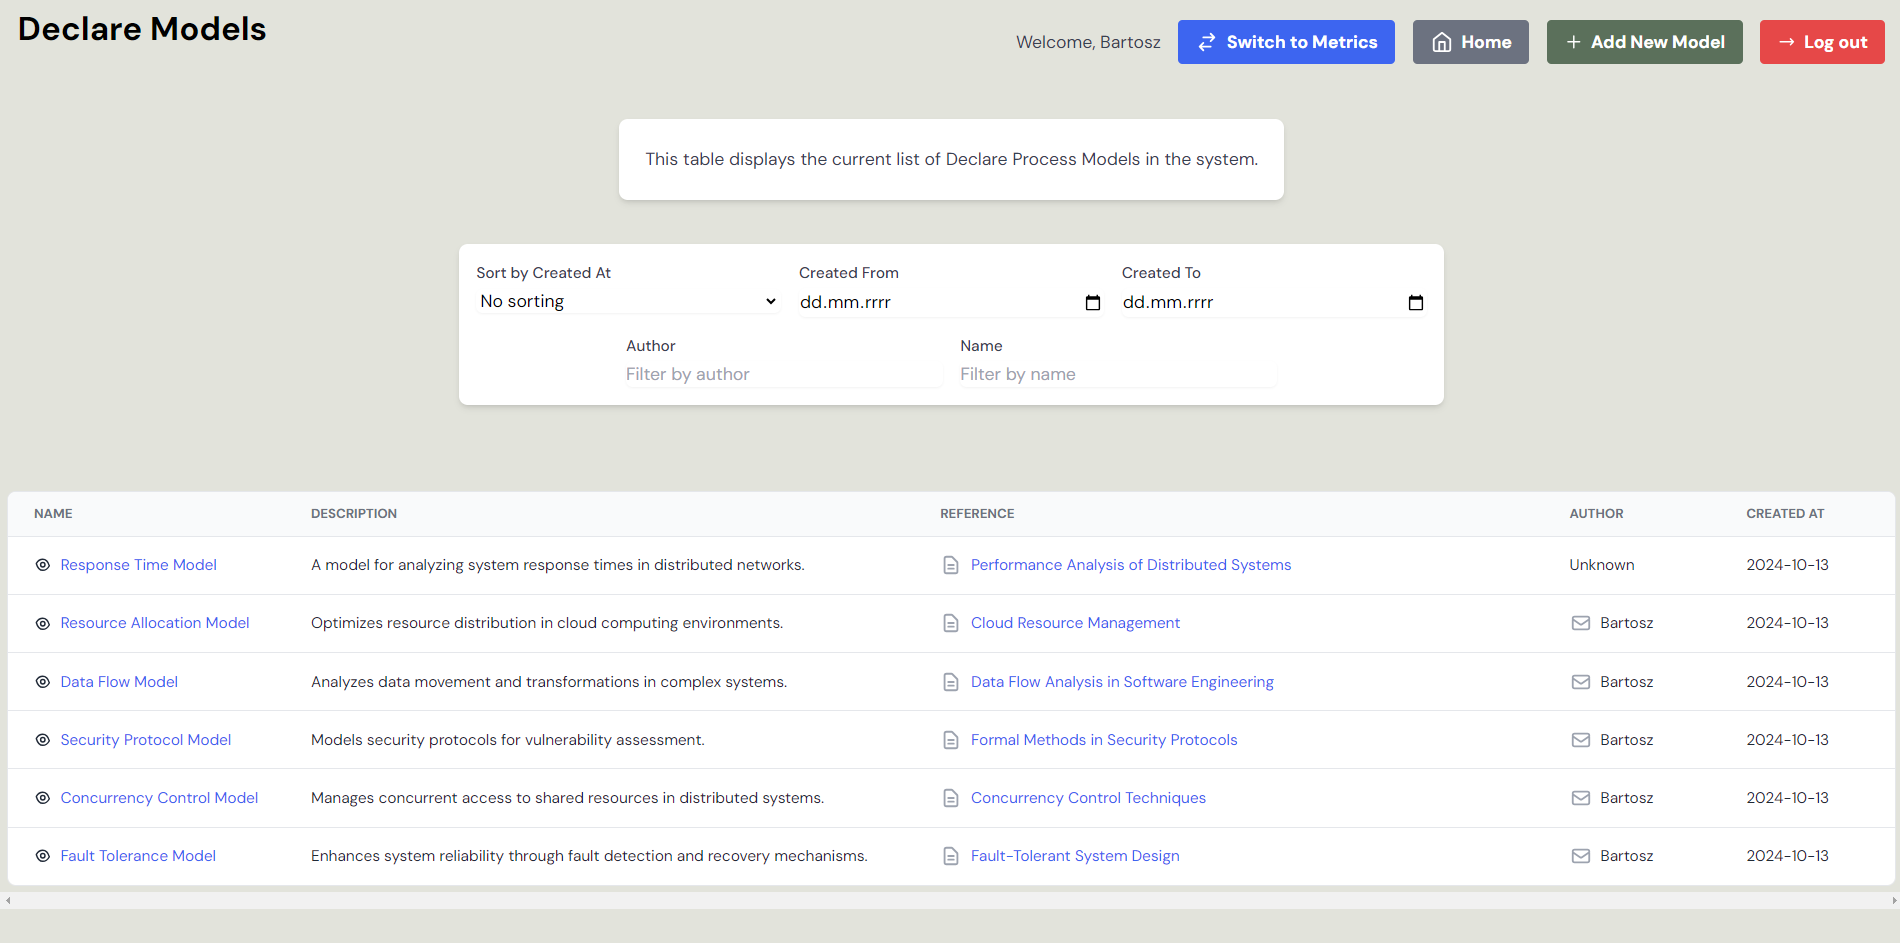 Declare Models
Welcome, Bartosz Switch to Metrics Home Add New Model Log out
This table displays the current list of Declare Process Models in the system.
Sort by Created At Created From Created To
No sorting dd.mm.rrrr dd.mm.rrrr
Author Name
Filter by author Filter by name
NAME DESCRIPTION REFERENCE AUTHOR CREATED AT
Response Time Model A model for analyzing system response times in distributed networks. Performance Analysis of Distributed Systems Unknown 2024-10-13
Resource Allocation Model Optimizes resource distribution in cloud computing environments. Cloud Resource Management Bartosz 2024-10-13
Data Flow Model Analyzes data movement and transformations in complex systems. Data Flow Analysis in Software Engineering Bartosz 2024-10-13
Security Protocol Model Models security protocols for vulnerability assessment. Formal Methods in Security Protocols Bartosz 2024-10-13
Concurrency Control Model Manages concurrent access to shared resources in distributed systems. Concurrency Control Techniques Bartosz 2024-10-13
Fault Tolerance Model Enhances system reliability through fault detection and recovery mechanisms. Fault-Tolerant System Design Bartosz 2024-10-13